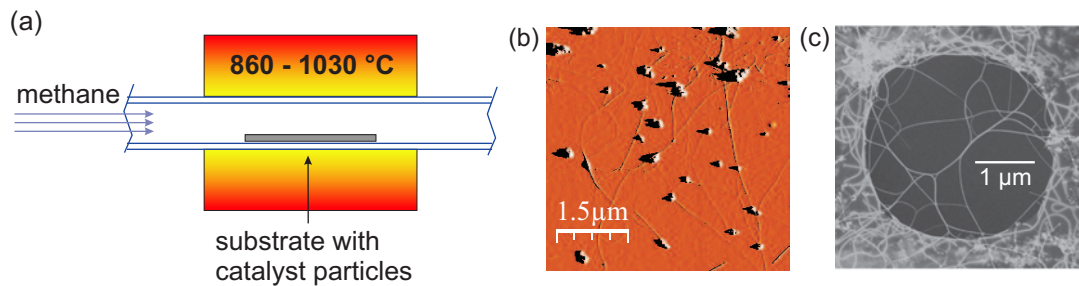 (a)
860 - 1030 °C
methane
substrate with
catalyst particles
(b)
1.5µm
(c)
1 µm